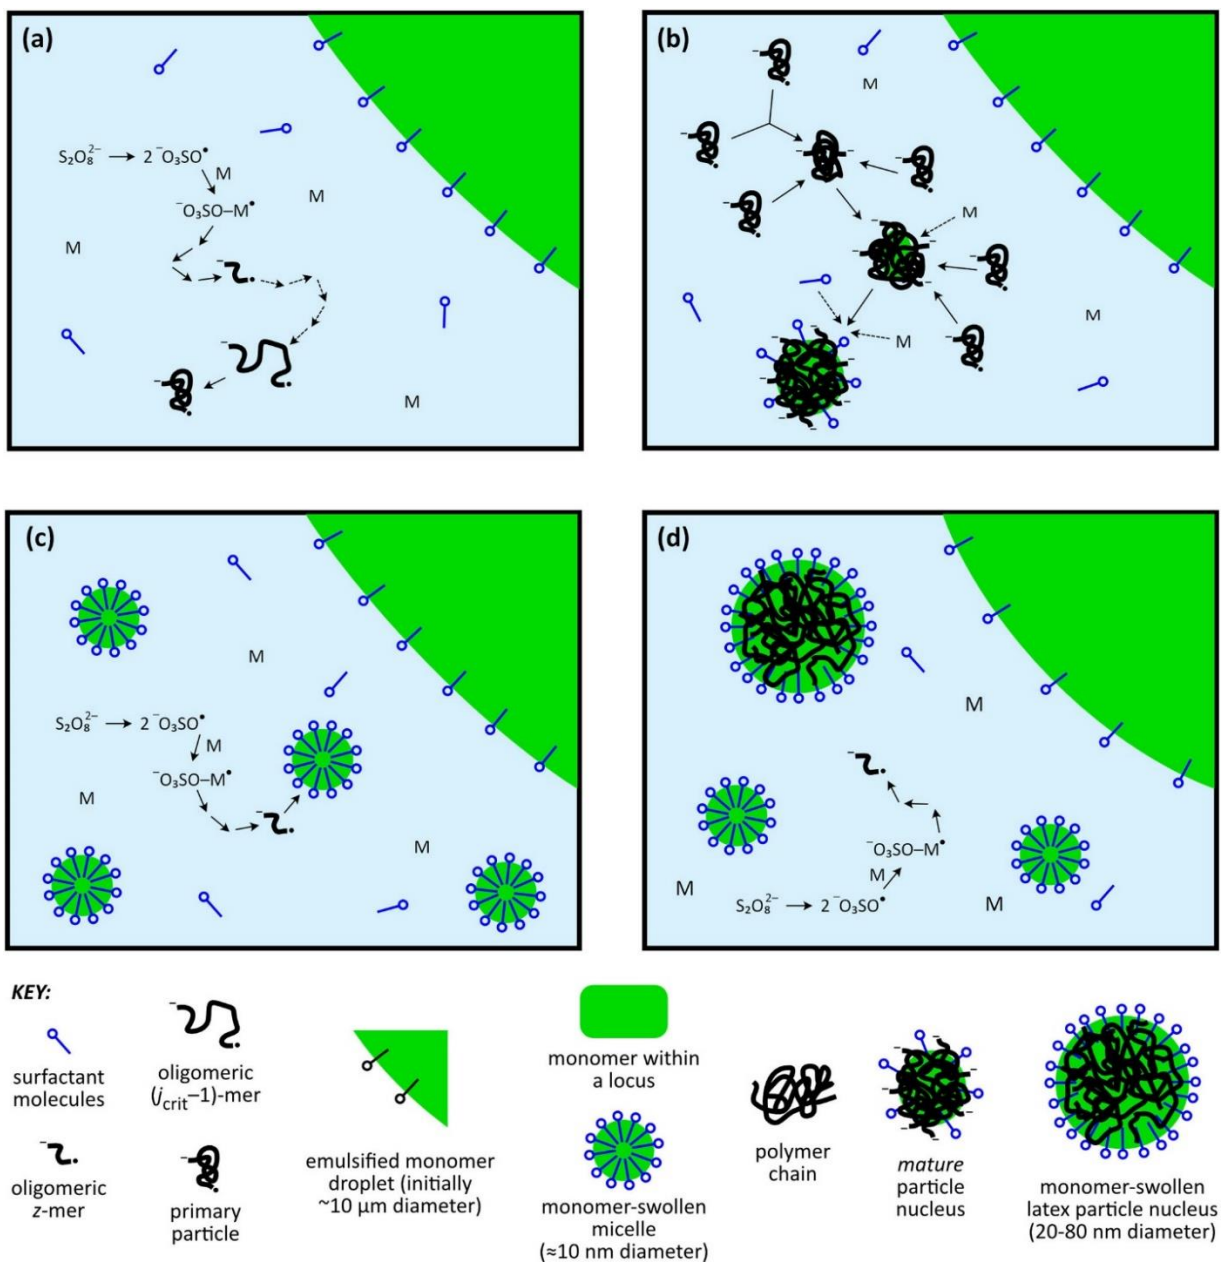 (a)
S₂O₈²⁻ → 2 ⁻O₃SO•
M
M
⁻O₃SO–M•
M
M
(b)
M
M
M
M
(c)
M
S₂O₈²⁻ → 2 ⁻O₃SO•
M
⁻O₃SO–M•
M
M
(d)
M
⁻O₃SO–M•
M
M
S₂O₈²⁻ → 2 ⁻O₃SO•
M
KEY:
surfactant
molecules
oligomeric
z-mer
oligomeric
(jcrit–1)-mer
primary
particle
emulsified monomer
droplet (initially
~10 µm diameter)
monomer within
a locus
monomer-swollen
micelle
(≈10 nm diameter)
polymer
chain
mature
particle
nucleus
monomer-swollen
latex particle nucleus
(20-80 nm diameter)